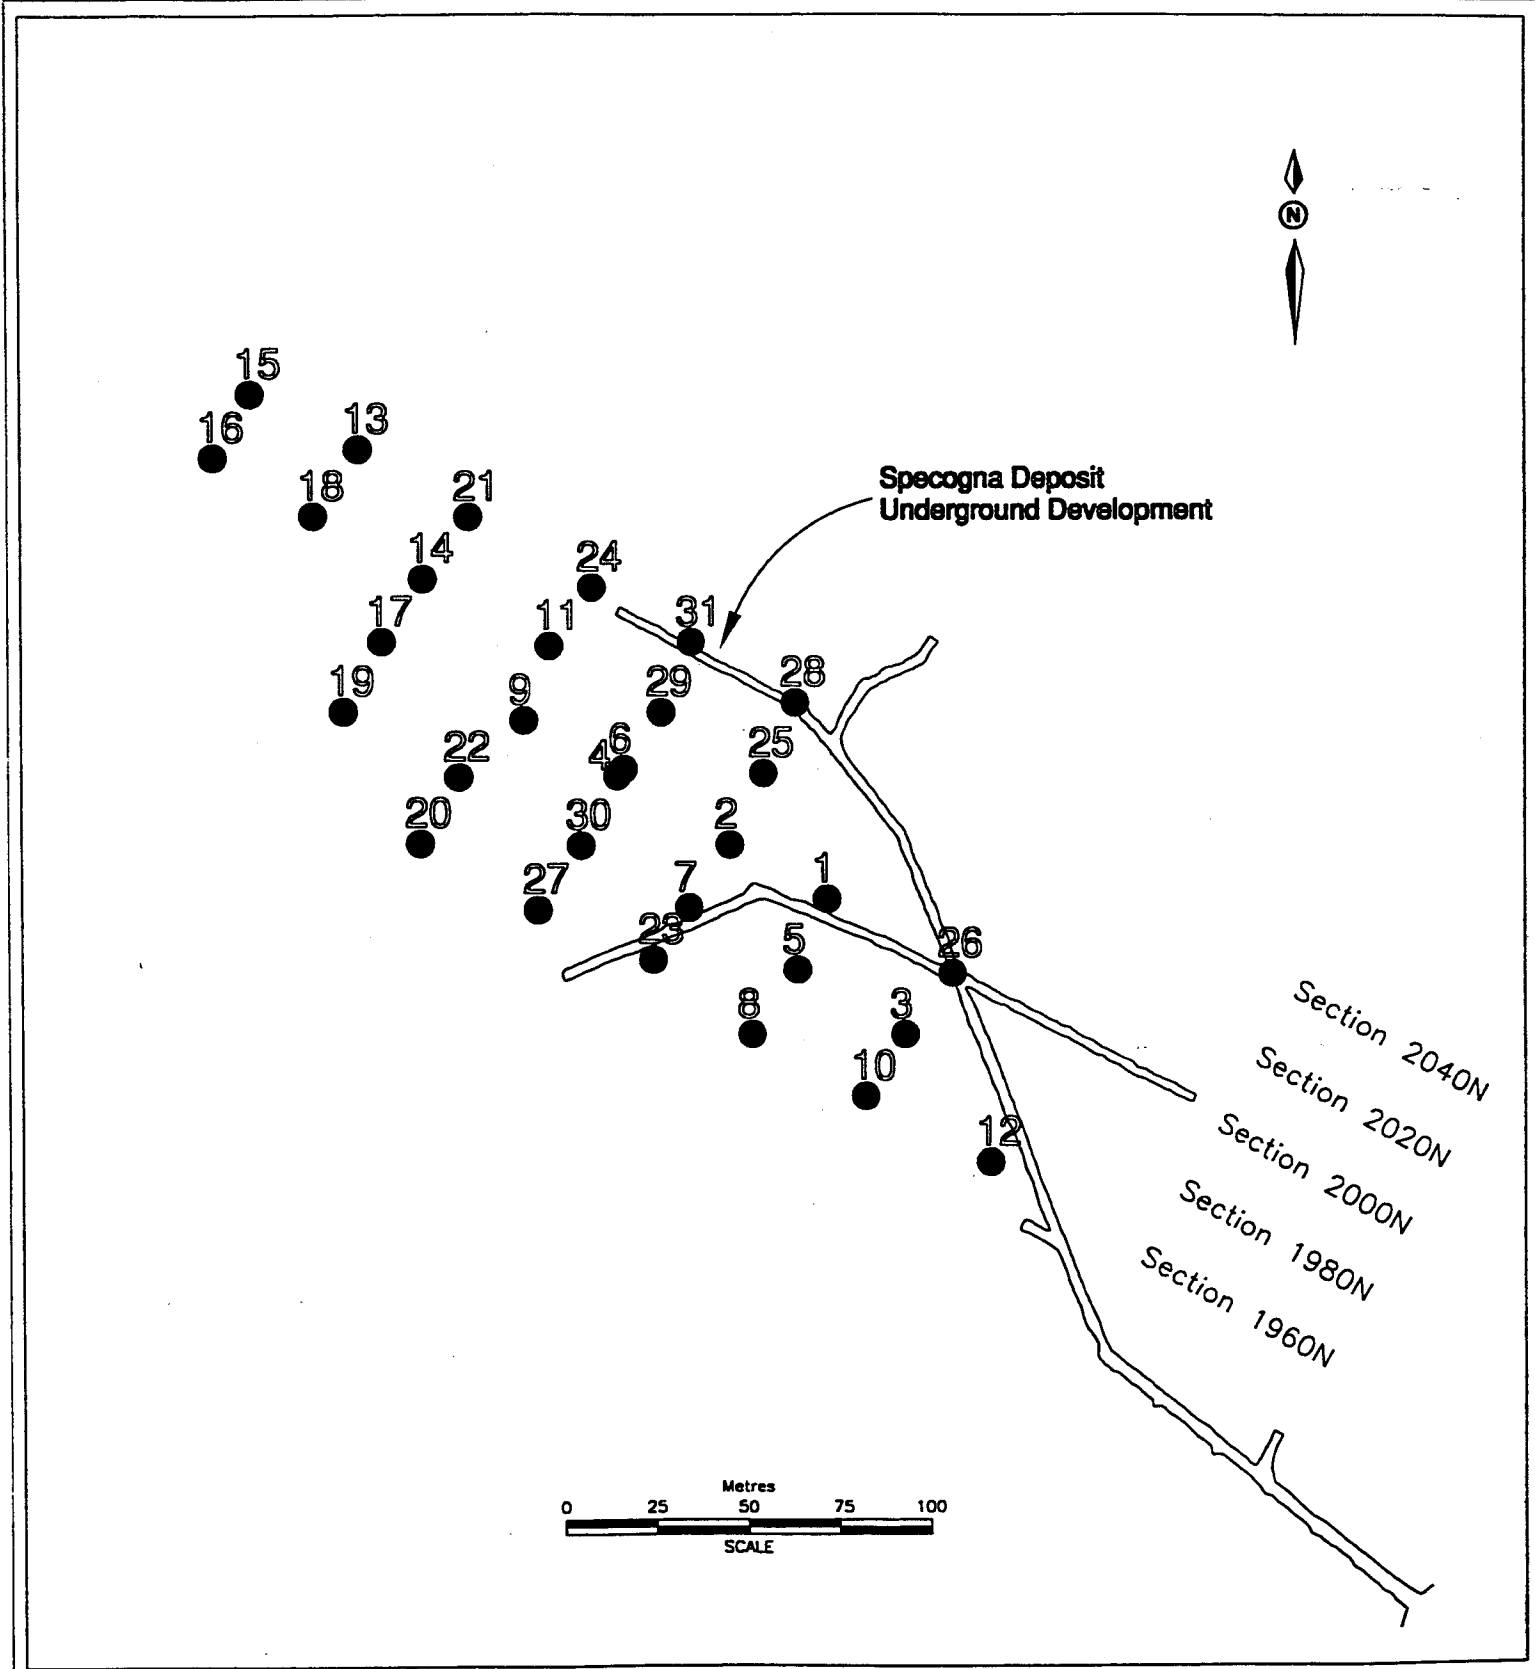 N
15
16
13
18
21
14
24
17
11
31
19
9
29
28
22
4
6
25
20
30
2
27
7
1
23
5
26
8
3
10
12
Specogna Deposit
Underground Development
Section 2040N
Section 2020N
Section 2000N
Section 1980N
Section 1960N
Metres
0 25 50 75 100
SCALE